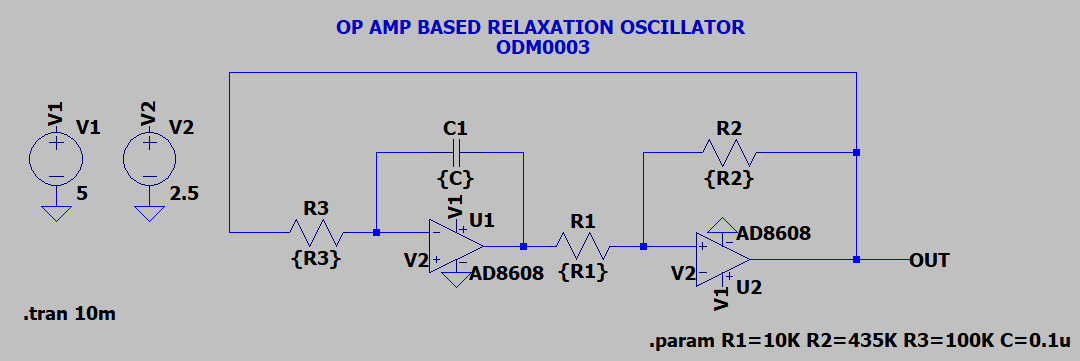 OP AMP BASED RELAXATION OSCILLATOR
ODM0003
V1
V1
5
V2
V2
2.5
C1
{C}
R3
{R3}
V1
U1
V2
AD8608
R1
{R1}
R2
{R2}
AD8608
V2
V1
U2
OUT
.tran 10m
.param R1=10K R2=435K R3=100K C=0.1u